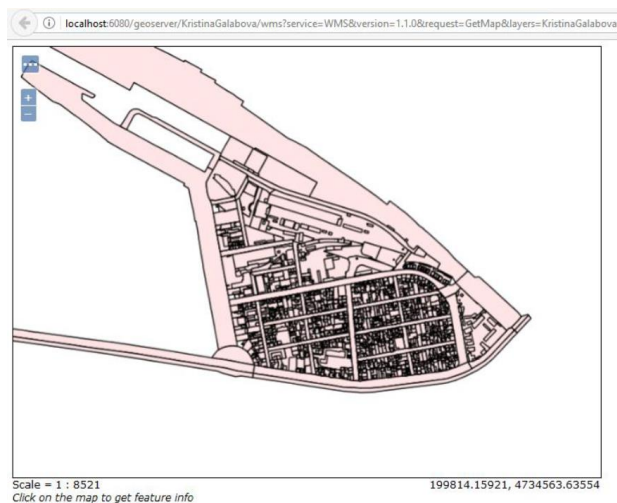 localhost:6080/geoserver/KristinaGalabova/wms?service=WMS&version=1.1.0&request=GetMap&layers=KristinaGalabova
Scale = 1 : 8521 199814.15921, 4734563.63554
Click on the map to get feature info